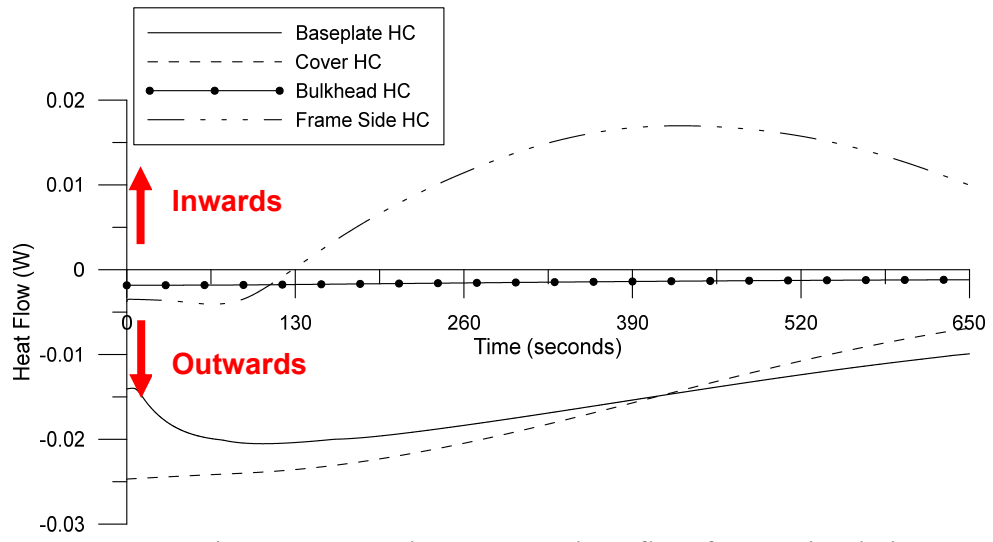 Baseplate HC
Cover HC
Bulkhead HC
Frame Side HC
0.02
0.01
0
-0.01
-0.02
-0.03
Heat Flow (W)
Inwards
Outwards
0 130 260 390 520 650
Time (seconds)